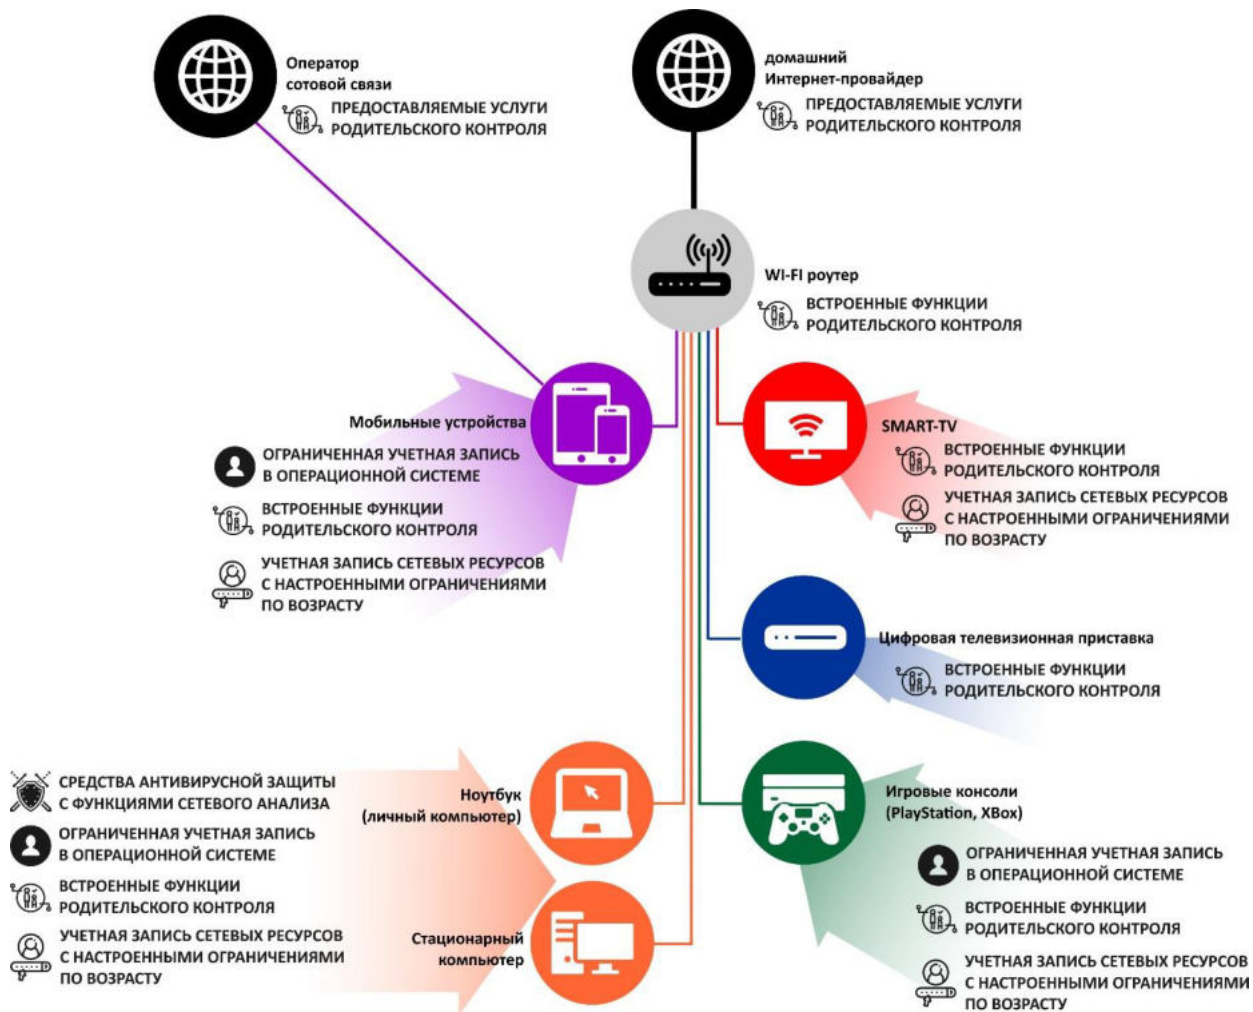 Оператор
сотовой связи
ПРЕДОСТАВЛЯЕМЫЕ УСЛУГИ
РОДИТЕЛЬСКОГО КОНТРОЛЯ
домашний
Интернет-провайдер
ПРЕДОСТАВЛЯЕМЫЕ УСЛУГИ
РОДИТЕЛЬСКОГО КОНТРОЛЯ
WI-FI роутер
ВСТРОЕННЫЕ ФУНКЦИИ
РОДИТЕЛЬСКОГО КОНТРОЛЯ
Мобильные устройства
ОГРАНИЧЕННАЯ УЧЕТНАЯ ЗАПИСЬ
В ОПЕРАЦИОННОЙ СИСТЕМЕ
ВСТРОЕННЫЕ ФУНКЦИИ
РОДИТЕЛЬСКОГО КОНТРОЛЯ
УЧЕТНАЯ ЗАПИСЬ СЕТЕВЫХ РЕСУРСОВ
С НАСТРОЕННЫМИ ОГРАНИЧЕНИЯМИ
ПО ВОЗРАСТУ
SMART-TV
ВСТРОЕННЫЕ ФУНКЦИИ
РОДИТЕЛЬСКОГО КОНТРОЛЯ
УЧЕТНАЯ ЗАПИСЬ СЕТЕВЫХ РЕСУРСОВ
С НАСТРОЕННЫМИ ОГРАНИЧЕНИЯМИ
ПО ВОЗРАСТУ
Цифровая телевизионная приставка
ВСТРОЕННЫЕ ФУНКЦИИ
РОДИТЕЛЬСКОГО КОНТРОЛЯ
СРЕДСТВА АНТИВИРУСНОЙ ЗАЩИТЫ
С ФУНКЦИЯМИ СЕТЕВОГО АНАЛИЗА
ОГРАНИЧЕННАЯ УЧЕТНАЯ ЗАПИСЬ
В ОПЕРАЦИОННОЙ СИСТЕМЕ
ВСТРОЕННЫЕ ФУНКЦИИ
РОДИТЕЛЬСКОГО КОНТРОЛЯ
УЧЕТНАЯ ЗАПИСЬ СЕТЕВЫХ РЕСУРСОВ
С НАСТРОЕННЫМИ ОГРАНИЧЕНИЯМИ
ПО ВОЗРАСТУ
Ноутбук
(личный компьютер)
Стационарный
компьютер
Игровые консоли
(PlayStation, XBox)
ОГРАНИЧЕННАЯ УЧЕТНАЯ ЗАПИСЬ
В ОПЕРАЦИОННОЙ СИСТЕМЕ
ВСТРОЕННЫЕ ФУНКЦИИ
РОДИТЕЛЬСКОГО КОНТРОЛЯ
УЧЕТНАЯ ЗАПИСЬ СЕТЕВЫХ РЕСУРСОВ
С НАСТРОЕННЫМИ ОГРАНИЧЕНИЯМИ
ПО ВОЗРАСТУ